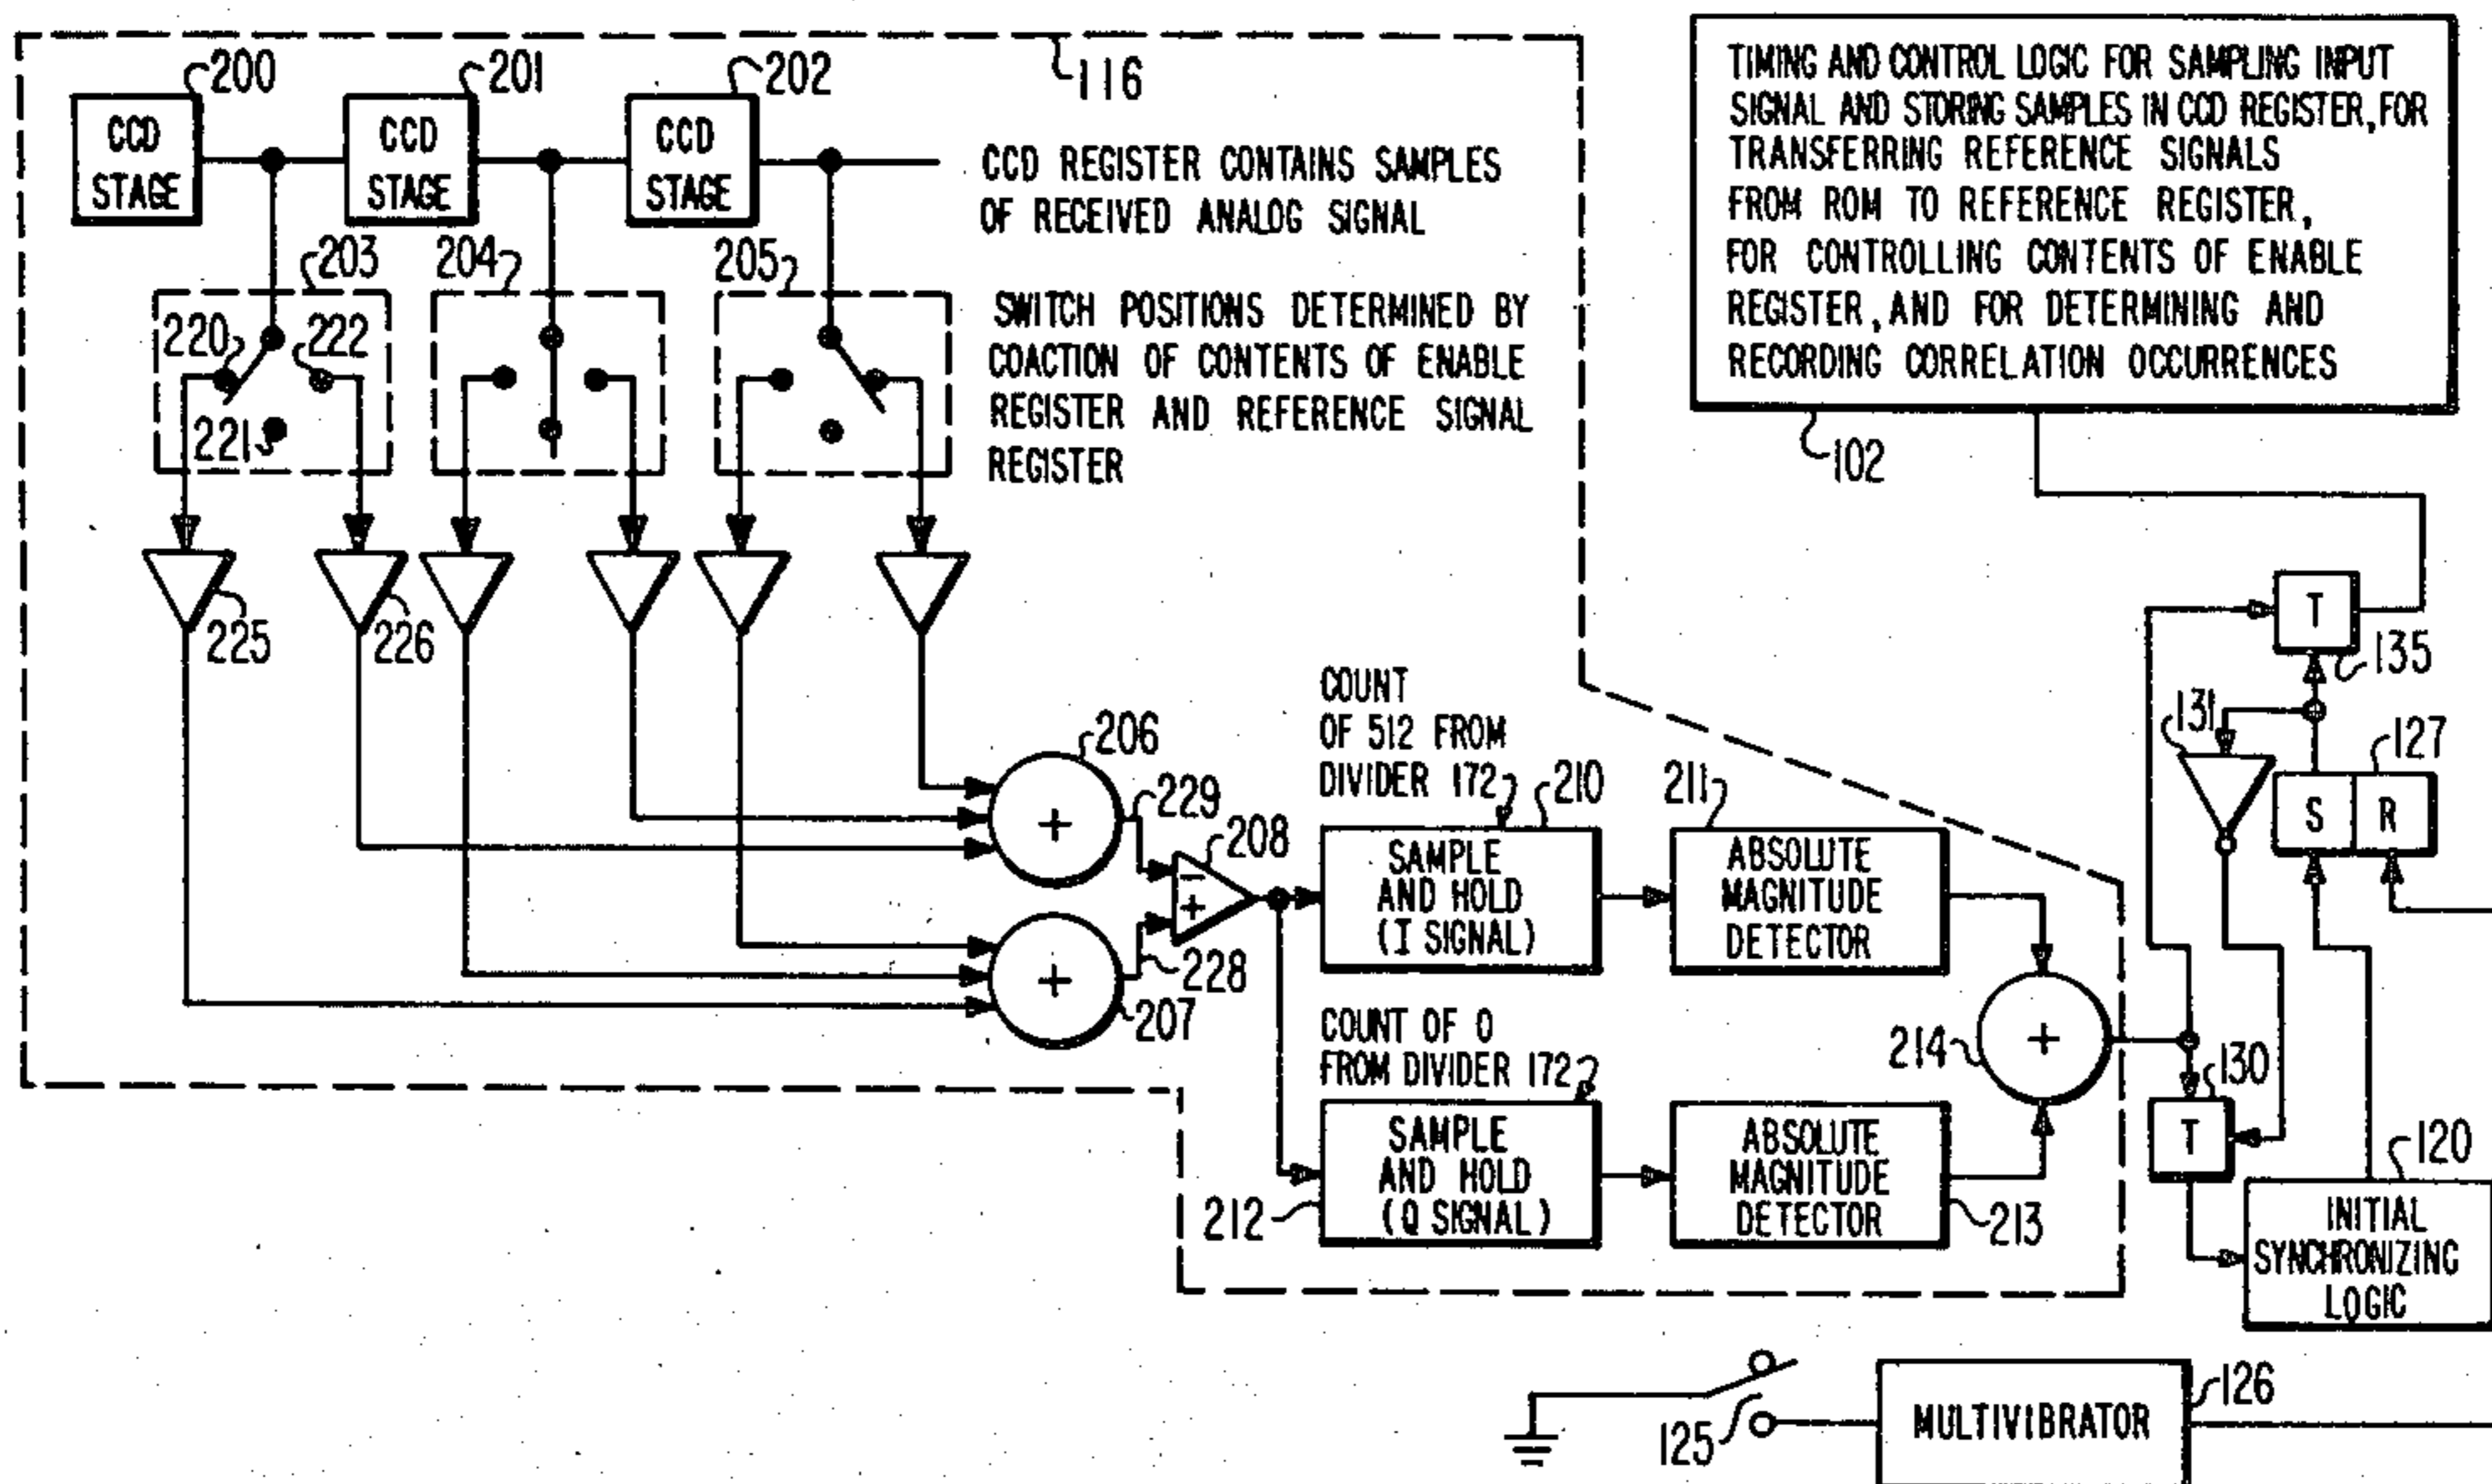 200
201
202
116
CCD
STAGE
CCD
STAGE
CCD
STAGE
CCD REGISTER CONTAINS SAMPLES
OF RECEIVED ANALOG SIGNAL
TIMING AND CONTROL LOGIC FOR SAMPLING INPUT
SIGNAL AND STORING SAMPLES IN CCD REGISTER, FOR
TRANSFERRING REFERENCE SIGNALS
FROM ROM TO REFERENCE REGISTER,
FOR CONTROLLING CONTENTS OF ENABLE
REGISTER, AND FOR DETERMINING AND
RECORDING CORRELATION OCCURRENCES
102
203
204
205
220
222
221
SWITCH POSITIONS DETERMINED BY
COACTION OF CONTENTS OF ENABLE
REGISTER AND REFERENCE SIGNAL
REGISTER
225
226
T
135
131
127
S
R
COUNT
OF 512 FROM
DIVIDER 172
206
+
229
208
210
211
−
+
SAMPLE
AND HOLD
(I SIGNAL)
ABSOLUTE
MAGNITUDE
DETECTOR
+
228
207
COUNT OF 0
FROM DIVIDER 172
214
+
130
T
SAMPLE
AND HOLD
(Q SIGNAL)
212
ABSOLUTE
MAGNITUDE
DETECTOR
213
120
INITIAL
SYNCHRONIZING
LOGIC
125
MULTIVIBRATOR
126